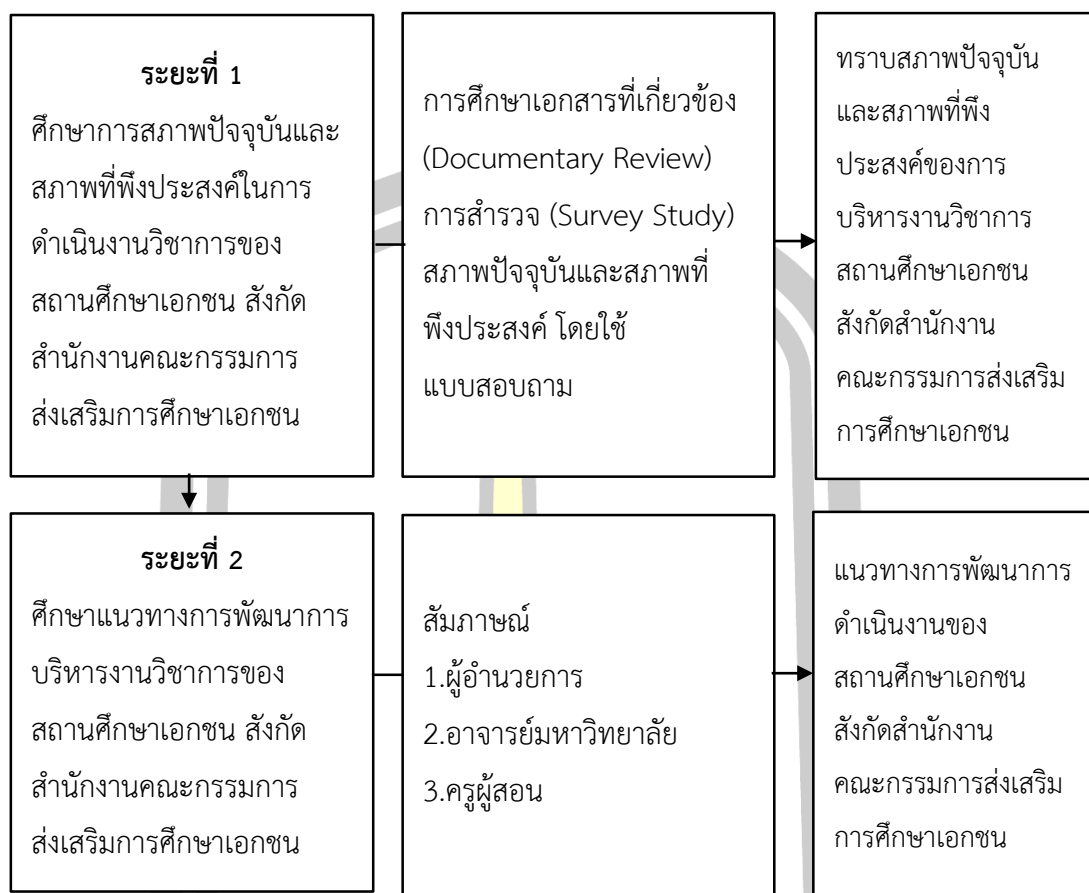 ระยะที่ 1
ศึกษาการสภาพปัจจุบันและ
สภาพที่พึงประสงค์ในการ
ดำเนินงานวิชาการของ
สถานศึกษาเอกชน สังกัด
สำนักงานคณะกรรมการ
ส่งเสริมการศึกษาเอกชน
การศึกษาเอกสารที่เกี่ยวข้อง
(Documentary Review)
การสำรวจ (Survey Study)
สภาพปัจจุบันและสภาพที่
พึงประสงค์ โดยใช้
แบบสอบถาม
ทราบสภาพปัจจุบัน
และสภาพที่พึง
ประสงค์ของการ
บริหารงานวิชาการ
สถานศึกษาเอกชน
สังกัดสำนักงาน
คณะกรรมการส่งเสริม
การศึกษาเอกชน
ระยะที่ 2
ศึกษาแนวทางการพัฒนาการ
บริหารงานวิชาการของ
สถานศึกษาเอกชน สังกัด
สำนักงานคณะกรรมการ
ส่งเสริมการศึกษาเอกชน
สัมภาษณ์
1.ผู้อำนวยการ
2.อาจารย์มหาวิทยาลัย
3.ครูผู้สอน
แนวทางการพัฒนาการ
ดำเนินงานของ
สถานศึกษาเอกชน
สังกัดสำนักงาน
คณะกรรมการส่งเสริม
การศึกษาเอกชน